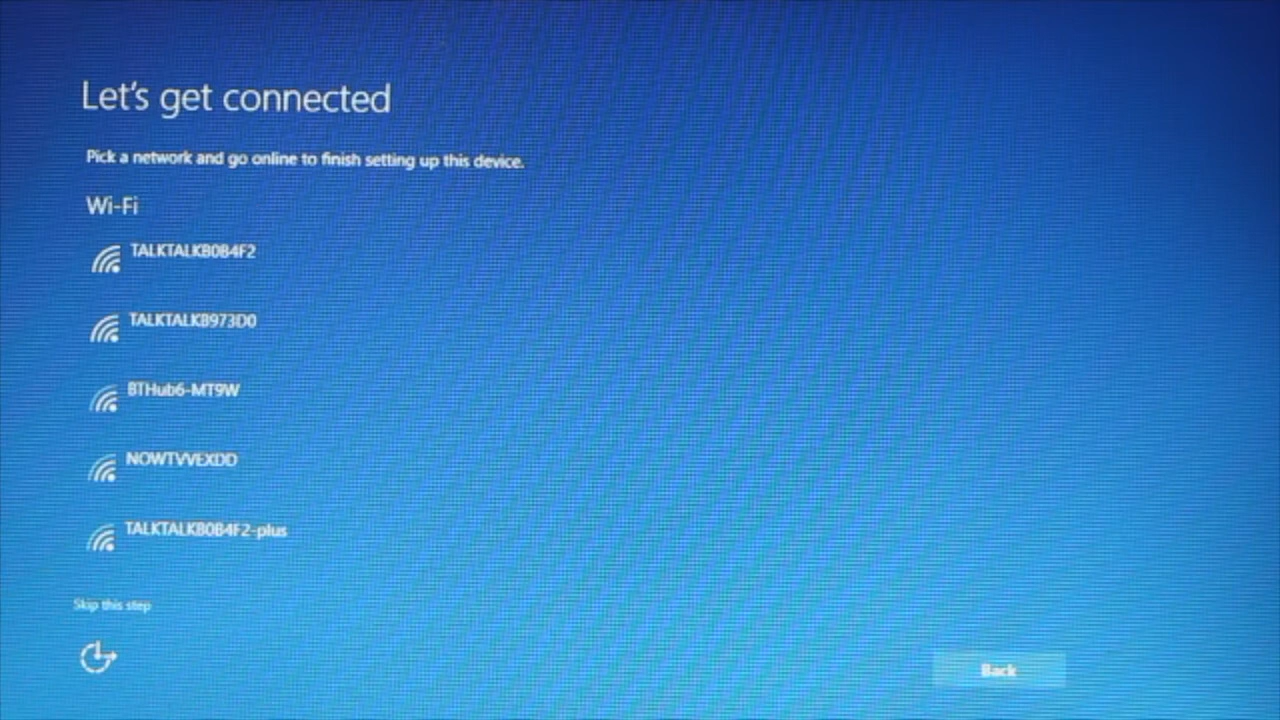 Let's get connected
Pick a network and go online to finish setting up this device.
Wi-Fi
TALKTALKB0B4F2
TALKTALKB973D0
BTHub6-MT9W
NOWTVVEXDD
TALKTALKB0B4F2-plus
Skip this step
Back